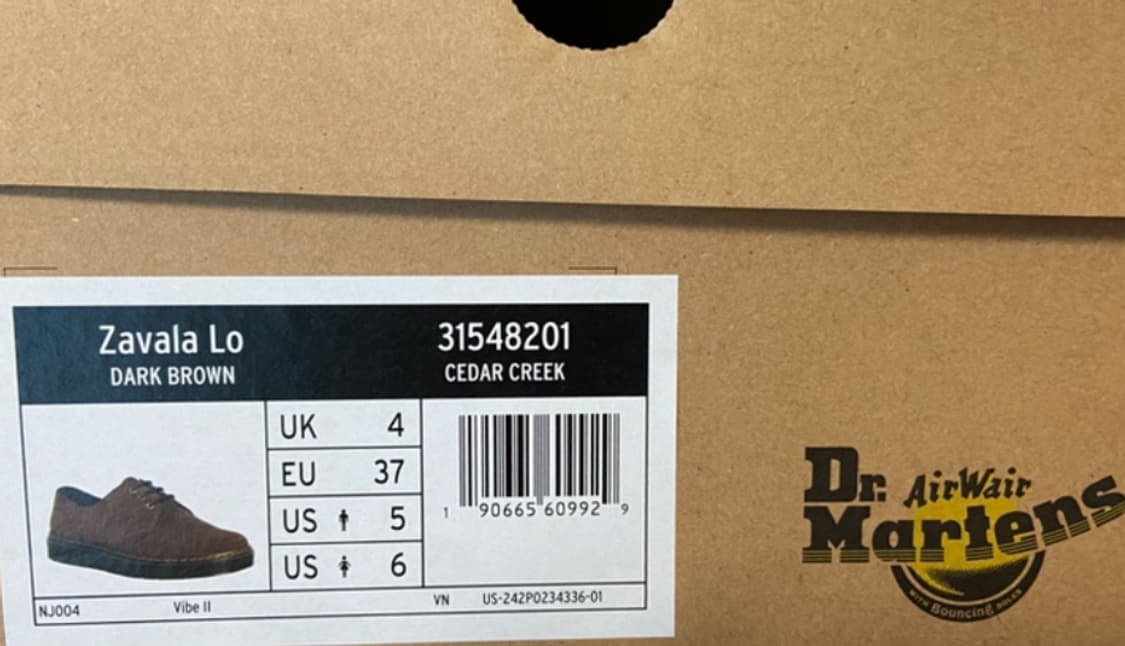 Zavala Lo
DARK BROWN
31548201
CEDAR CREEK
UK 4
EU 37
US 5
US 6
1 90665 60992 9
NJ004 Vibe II
VN US-242P0234336-01
Dr. AirWair
Martens
WITH Bouncing SOLES